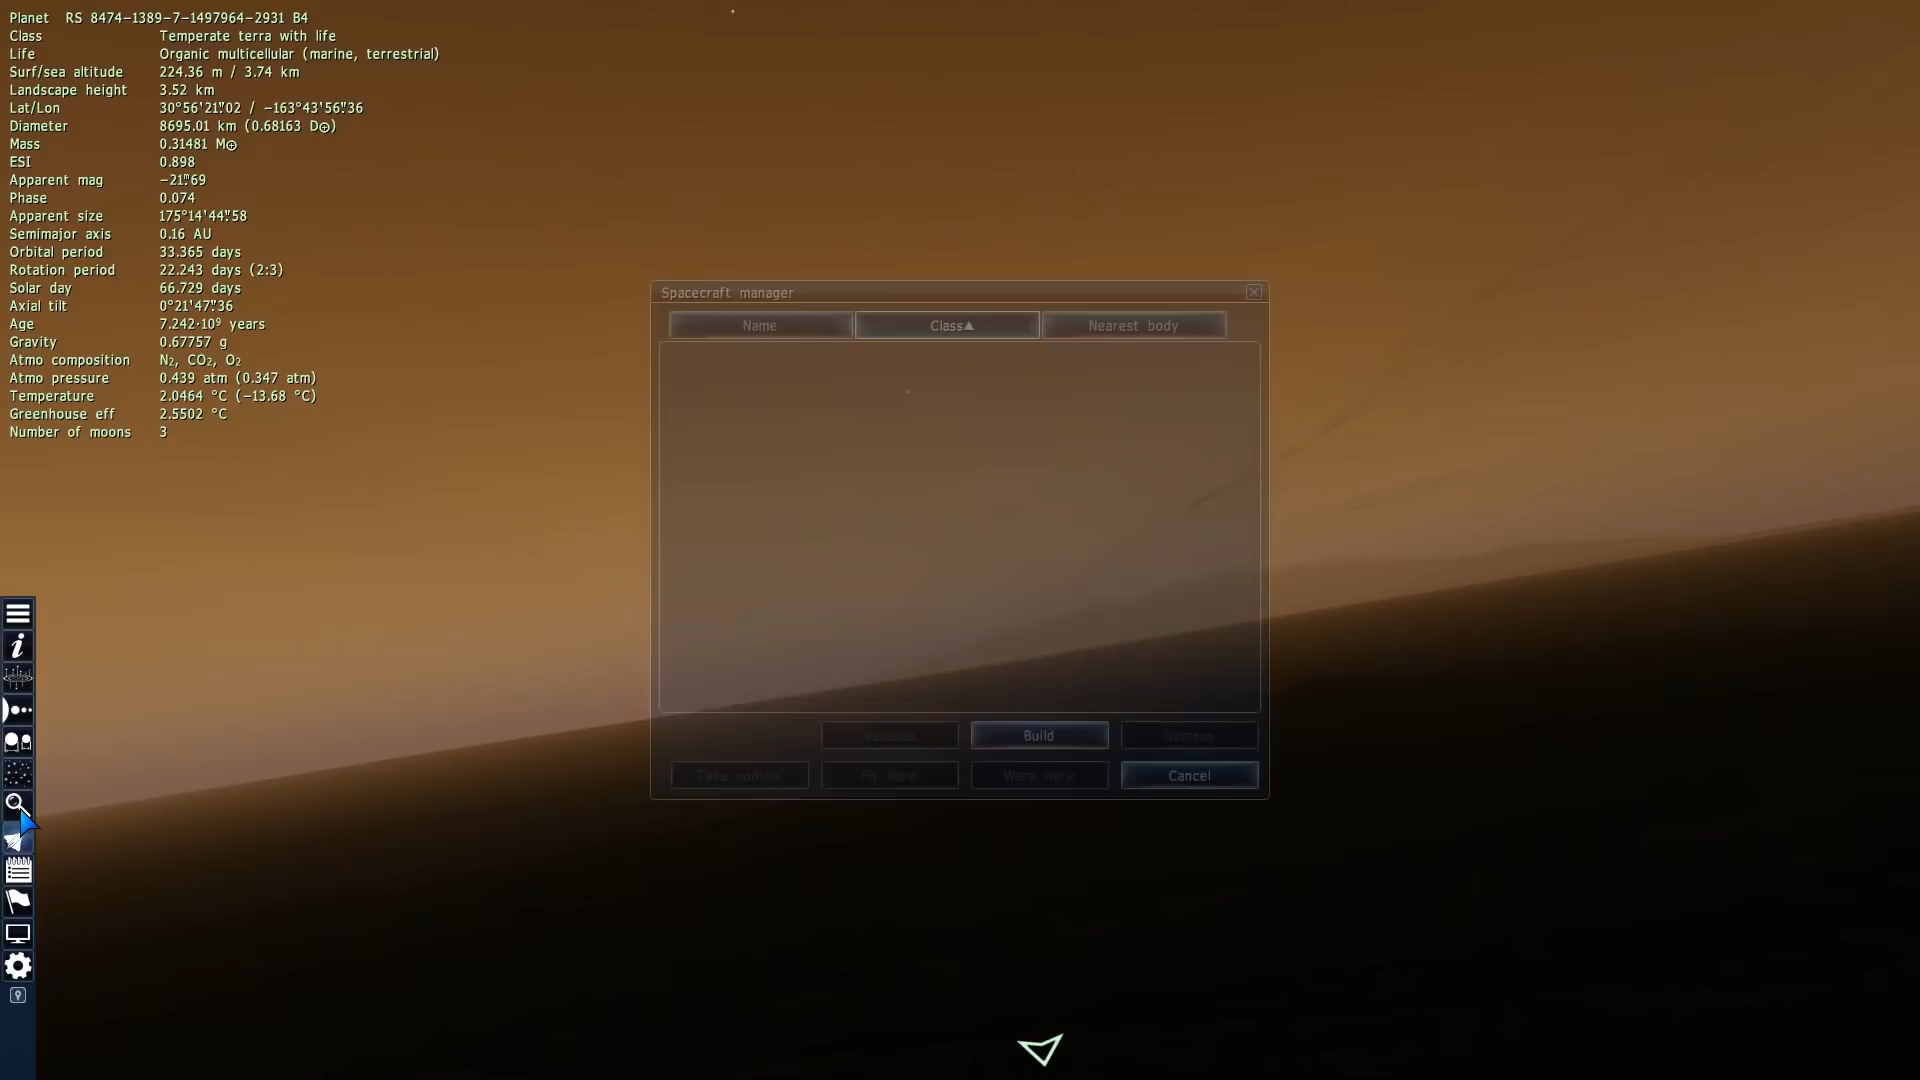 Planet RS 8474-1389-7-1497964-2931 B4
Class Temperate terra with life
Life Organic multicellular (marine, terrestrial)
Surf/sea altitude 224.36 m / 3.74 km
Landscape height 3.52 km
Lat/Lon 30°56'21".02 / -163°43'56".36
Diameter 8695.01 km (0.68163 D⊕)
Mass 0.31481 M⊕
ESI 0.898
Apparent mag -21ᵐ.69
Phase 0.074
Apparent size 175°14'44".58
Semimajor axis 0.16 AU
Orbital period 33.365 days
Rotation period 22.243 days (2:3)
Solar day 66.729 days
Axial tilt 0°21'47".36
Age 7.242·10⁹ years
Gravity 0.67757 g
Atmo composition N₂, CO₂, O₂
Atmo pressure 0.439 atm (0.347 atm)
Temperature 2.0464 °C (-13.68 °C)
Greenhouse eff 2.5502 °C
Number of moons 3
Spacecraft manager
Name Class▲ Nearest body
Build
Take control Fly here Warp here Cancel